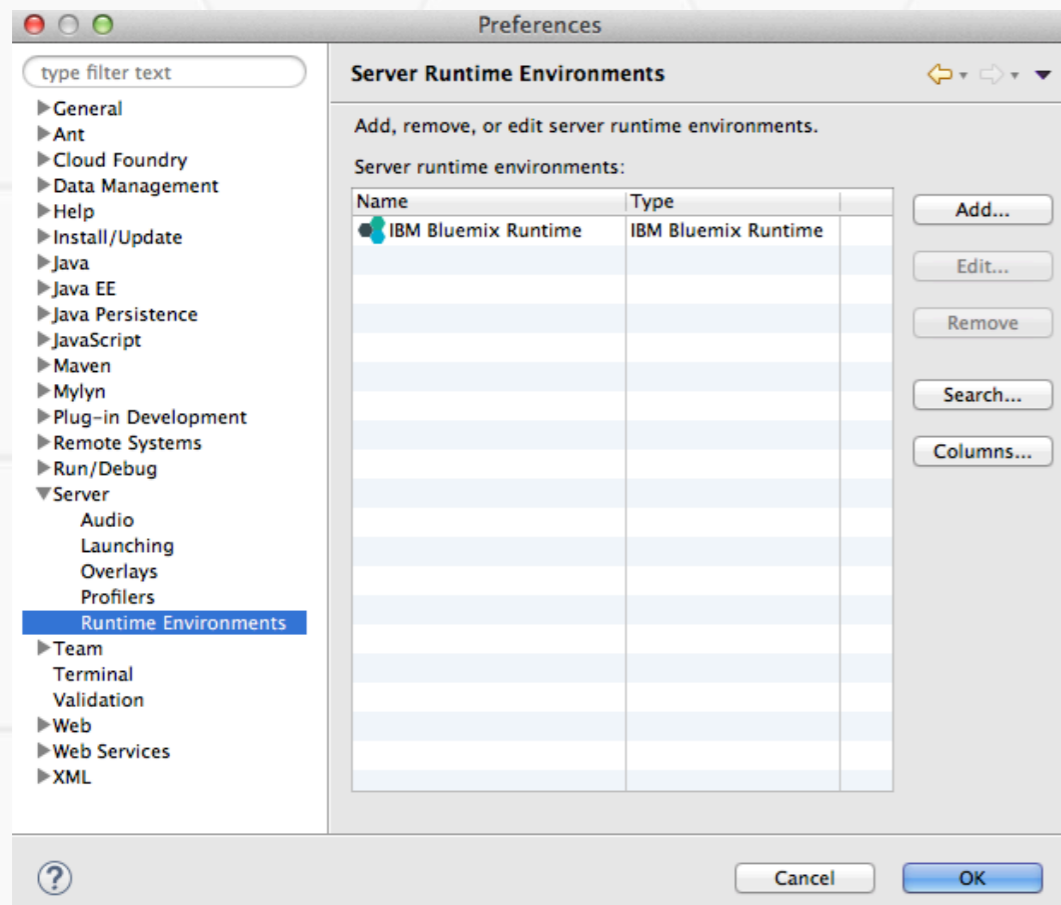 Preferences
type filter text
General
Ant
Cloud Foundry
Data Management
Help
Install/Update
Java
Java EE
Java Persistence
JavaScript
Maven
Mylyn
Plug-in Development
Remote Systems
Run/Debug
Server
Audio
Launching
Overlays
Profilers
Runtime Environments
Team
Terminal
Validation
Web
Web Services
XML
Server Runtime Environments
Add, remove, or edit server runtime environments.
Server runtime environments:
Name Type
IBM Bluemix Runtime IBM Bluemix Runtime
Add...
Edit...
Remove
Search...
Columns...
?
Cancel OK